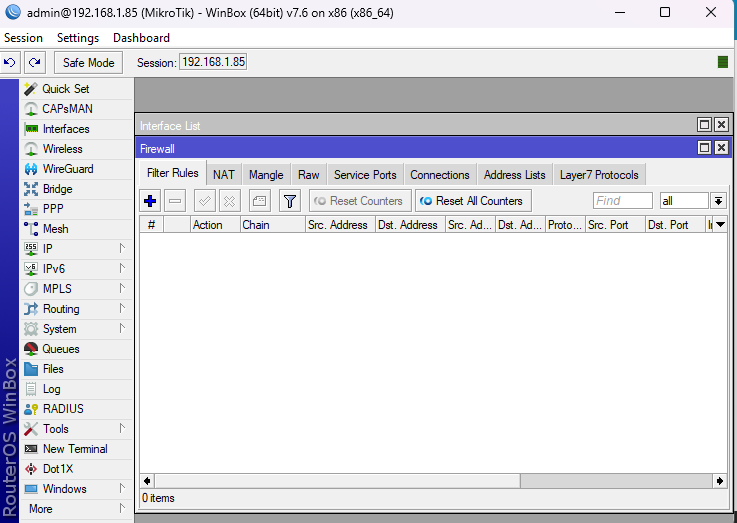 admin@192.168.1.85 (MikroTik) - WinBox (64bit) v7.6 on x86 (x86_64)
Session Settings Dashboard
Safe Mode Session: 192.168.1.85
Quick Set
CAPsMAN
Interfaces
Wireless
WireGuard
Bridge
PPP
Mesh
IP
IPv6
MPLS
Routing
System
Queues
Files
Log
RADIUS
Tools
New Terminal
Dot1X
Windows
More
RouterOS WinBox
Interface List
Firewall
Filter Rules NAT Mangle Raw Service Ports Connections Address Lists Layer7 Protocols
Reset Counters Reset All Counters Find all
# Action Chain Src. Address Dst. Address Src. Ad... Dst. Ad... Proto... Src. Port Dst. Port
0 items